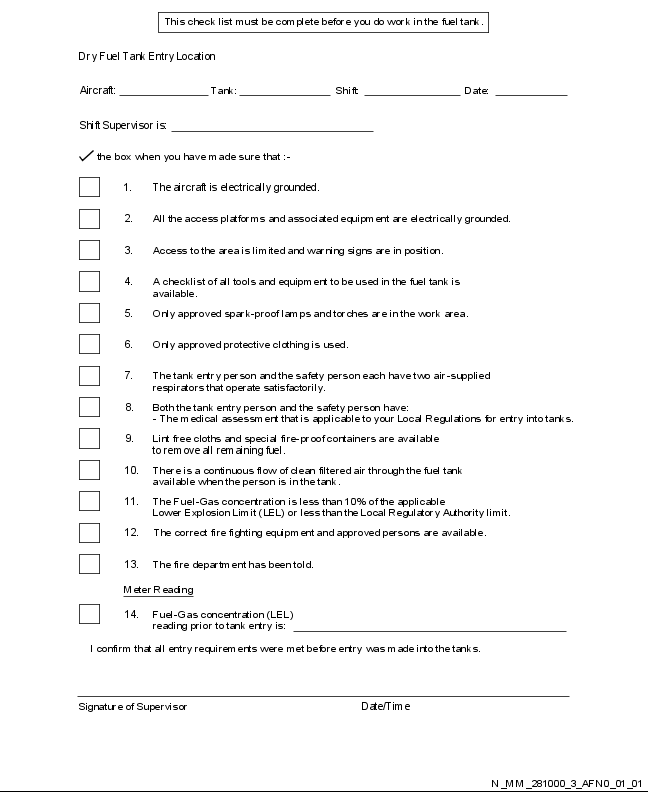 This check list must be complete before you do work in the fuel tank.
Dry Fuel Tank Entry Location
Aircraft: Tank: Shift: Date:
Shift Supervisor is:
✓ the box when you have made sure that :-
1. The aircraft is electrically grounded.
2. All the access platforms and associated equipment are electrically grounded.
3. Access to the area is limited and warning signs are in position.
4. A checklist of all tools and equipment to be used in the fuel tank is
available.
5. Only approved spark-proof lamps and torches are in the work area.
6. Only approved protective clothing is used.
7. The tank entry person and the safety person each have two air-supplied
respirators that operate satisfactorily.
8. Both the tank entry person and the safety person have:
- The medical assessment that is applicable to your Local Regulations for entry into tanks.
9. Lint free cloths and special fire-proof containers are available
to remove all remaining fuel.
10. There is a continuous flow of clean filtered air through the fuel tank
available when the person is in the tank.
11. The Fuel-Gas concentration is less than 10% of the applicable
Lower Explosion Limit (LEL) or less than the Local Regulatory Authority limit.
12. The correct fire fighting equipment and approved persons are available.
13. The fire department has been told.
Meter Reading
14. Fuel-Gas concentration (LEL)
reading prior to tank entry is:
I confirm that all entry requirements were met before entry was made into the tanks.
Signature of Supervisor Date/Time
N_MM_281000_3_AFN0_01_01